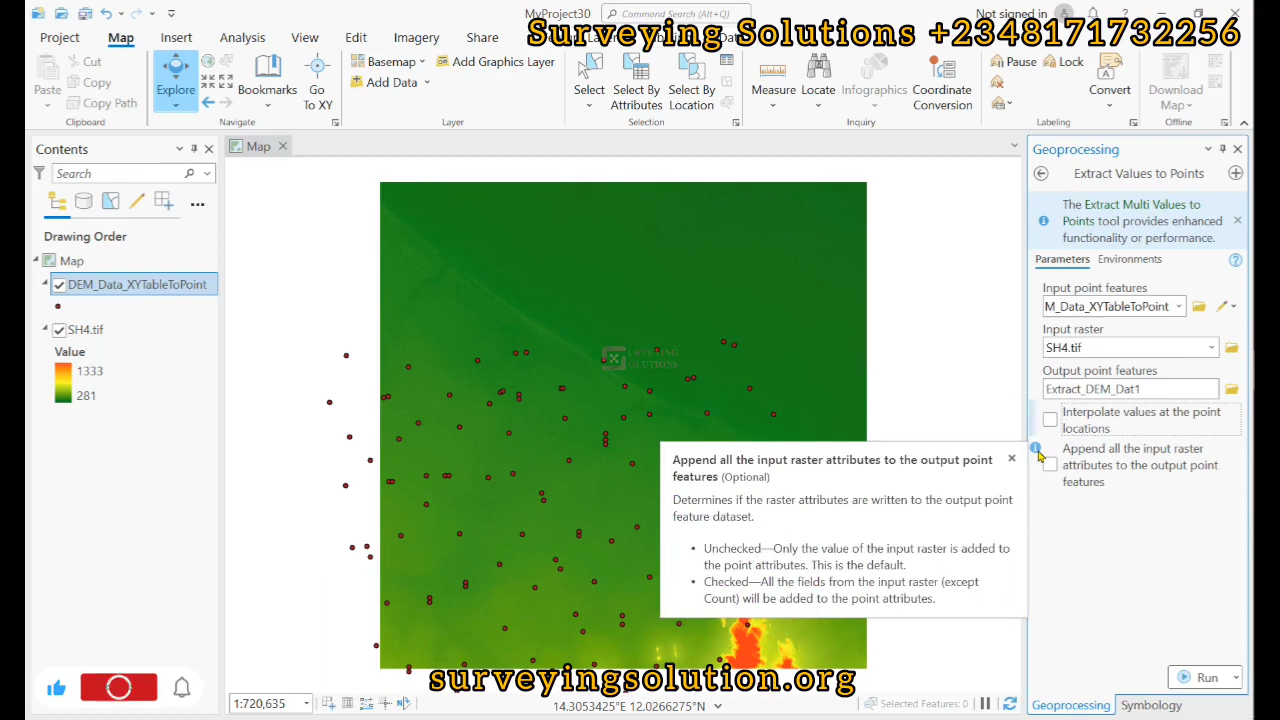 MyProject30
Command Search (Alt+Q)
Not signed in
Surveying Solutions +2348171732256
Project
Map
Insert
Analysis
View
Edit
Imagery
Share
Paste
Cut
Copy
Copy Path
Clipboard
Explore
Bookmarks
Go To XY
Navigate
Basemap
Add Data
Add Graphics Layer
Layer
Select
Select By Attributes
Select By Location
Selection
Measure
Locate
Infographics
Coordinate Conversion
Inquiry
Pause
Lock
Convert
Labeling
Download Map
Offline
Contents
Search
Drawing Order
Map
DEM_Data_XYTableToPoint
SH4.tif
Value
1333
281
Map
SURVEYING
SOLUTIONS
Geoprocessing
Extract Values to Points
The Extract Multi Values to
Points tool provides enhanced
functionality or performance.
Parameters
Environments
Input point features
M_Data_XYTableToPoint
Input raster
SH4.tif
Output point features
Extract_DEM_Dat1
Interpolate values at the point
locations
Append all the input raster
attributes to the output point
features
Append all the input raster attributes to the output point
features (Optional)
Determines if the raster attributes are written to the output point
feature dataset.
• Unchecked—Only the value of the input raster is added to
the point attributes. This is the default.
• Checked—All the fields from the input raster (except
Count) will be added to the point attributes.
Run
surveyingsolution.org
1:720,635
14.3053425°E 12.0266275°N
Selected Features: 0
Geoprocessing
Symbology